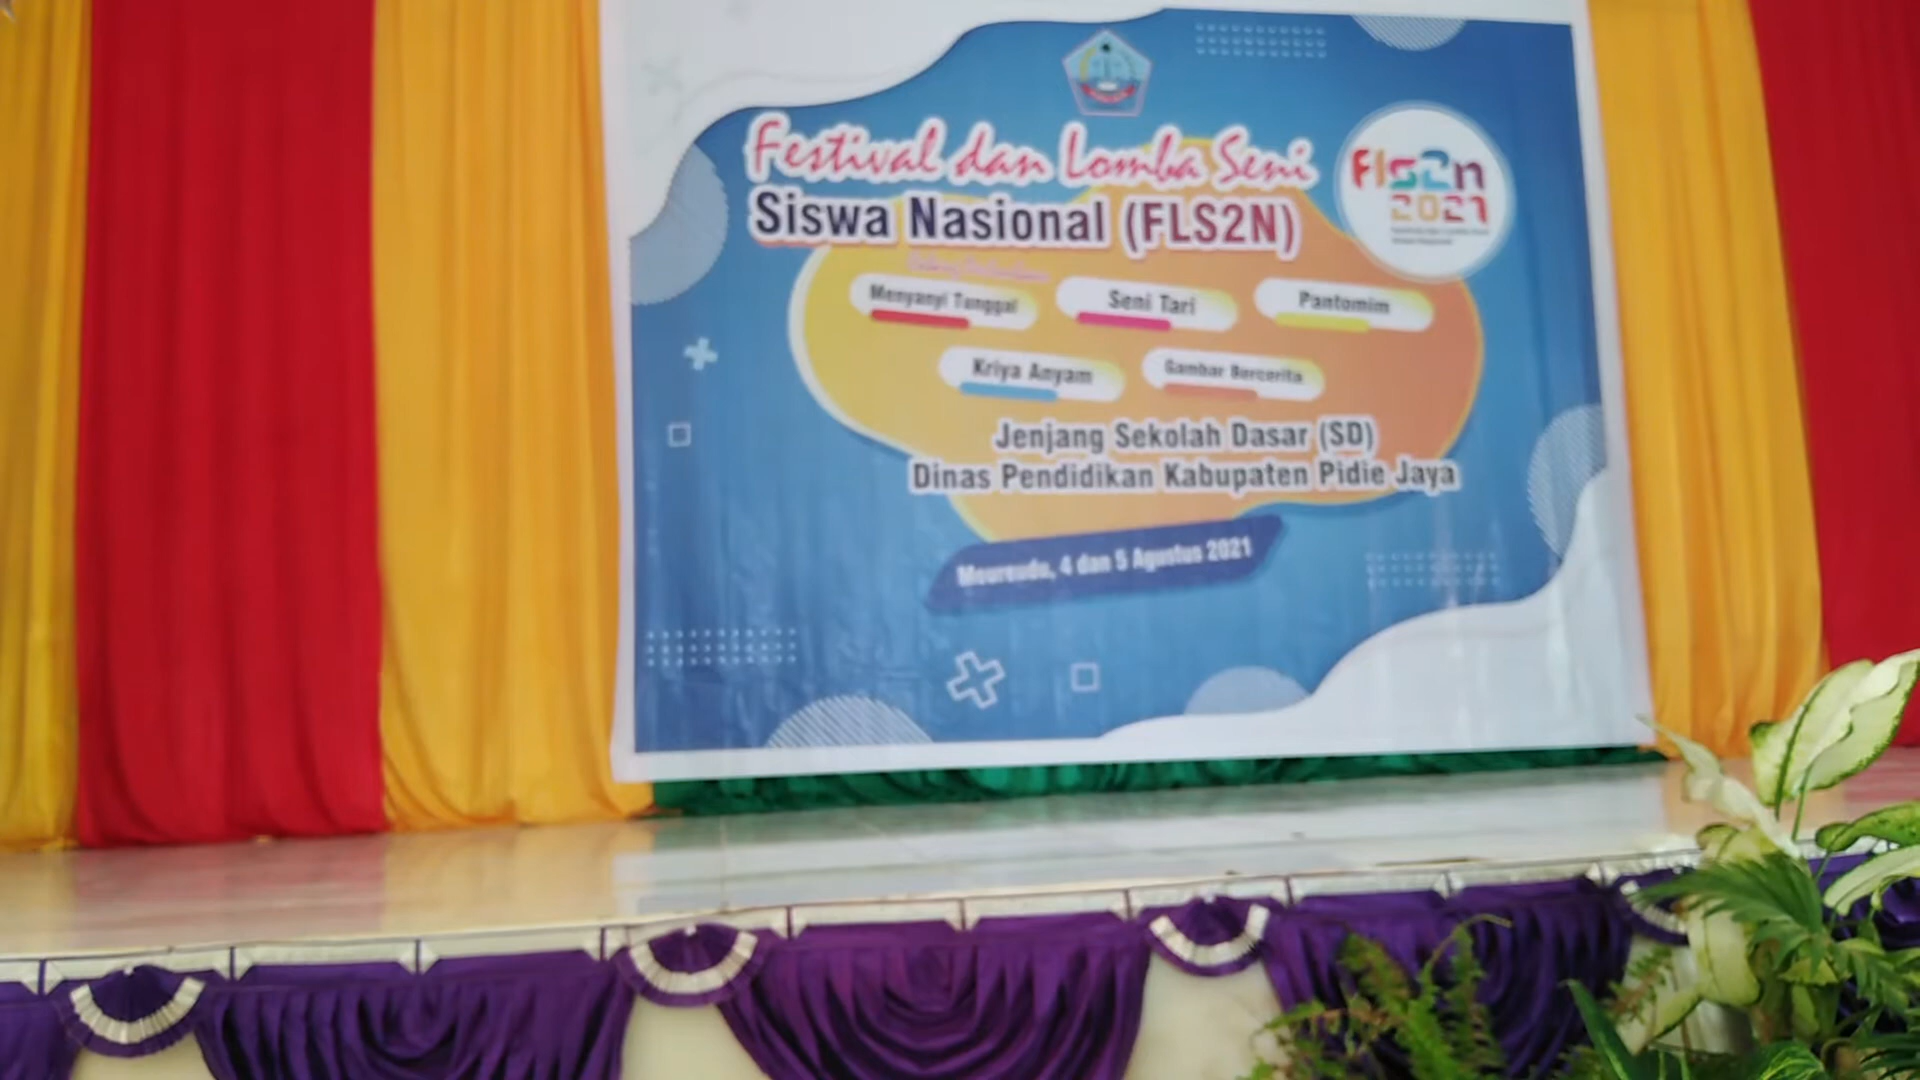 Festival dan Lomba Seni
Siswa Nasional (FLS2N)
Fls2n
2021
Menyanyi Tunggal
Seni Tari
Pantomim
Kriya Anyam
Gambar Bercerita
Jenjang Sekolah Dasar (SD)
Dinas Pendidikan Kabupaten Pidie Jaya
Meureudu, 4 dan 5 Agustus 2021